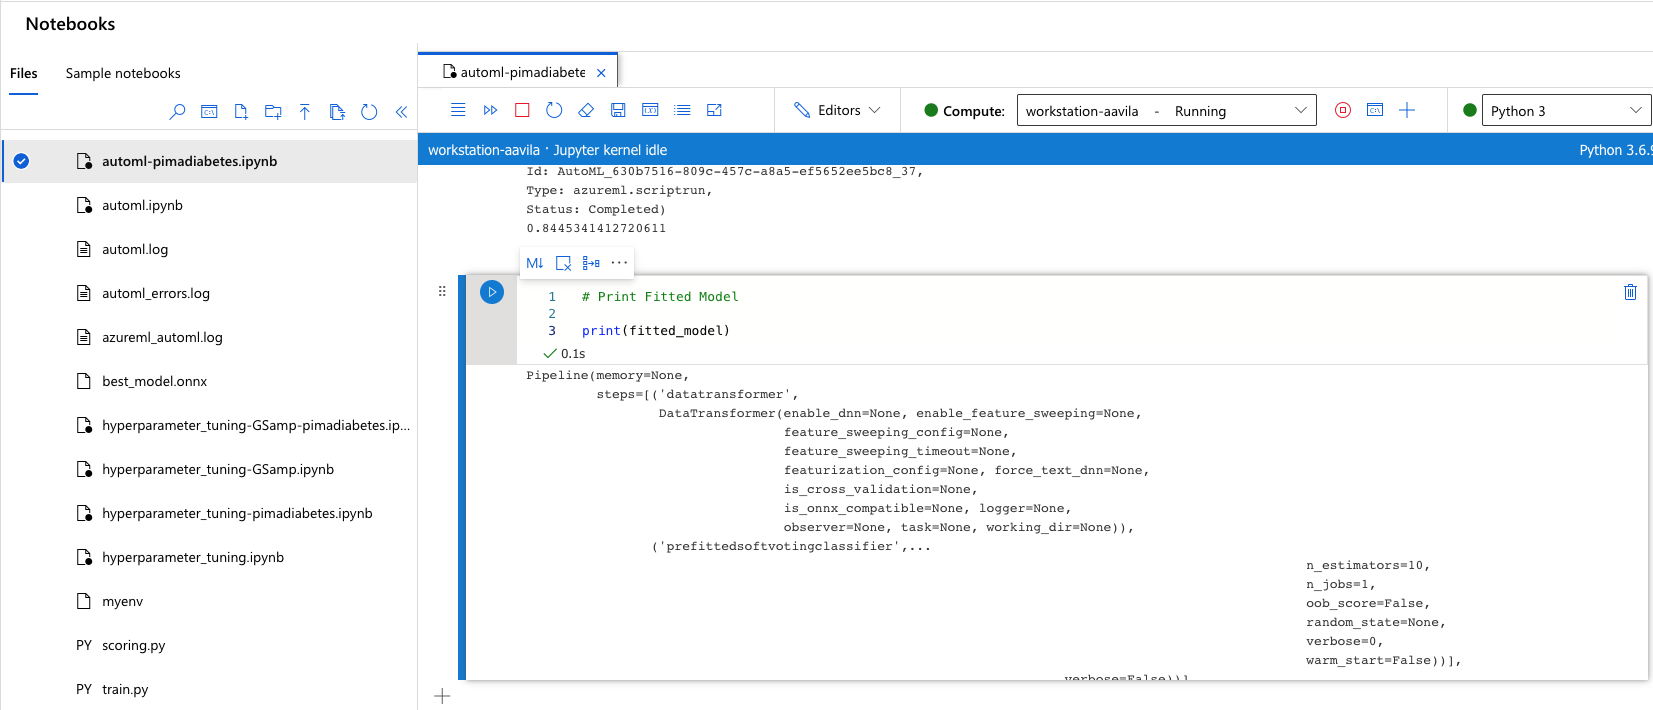 Notebooks
Files
Sample notebooks
automl-pimadiabetes.ipynb
automl.ipynb
automl.log
automl_errors.log
azureml_automl.log
best_model.onnx
hyperparameter_tuning-GSamp-pimadiabetes.ip...
hyperparameter_tuning-GSamp.ipynb
hyperparameter_tuning-pimadiabetes.ipynb
hyperparameter_tuning.ipynb
myenv
PY scoring.py
PY train.py
automl-pimadiabete
Editors
Compute: workstation-aavila - Running
Python 3
workstation-aavila · Jupyter kernel idle
Python 3.6.9
Id: AutoML_630b7516-809c-457c-a8a5-ef5652ee5bc8_37,
Type: azureml.scriptrun,
Status: Completed)
0.8445341412720611
M↓
1 # Print Fitted Model
2
3 print(fitted_model)
0.1s
Pipeline(memory=None,
steps=[('datatransformer',
DataTransformer(enable_dnn=None, enable_feature_sweeping=None,
feature_sweeping_config=None,
feature_sweeping_timeout=None,
featurization_config=None, force_text_dnn=None,
is_cross_validation=None,
is_onnx_compatible=None, logger=None,
observer=None, task=None, working_dir=None)),
('prefittedsoftvotingclassifier',...
n_estimators=10,
n_jobs=1,
oob_score=False,
random_state=None,
verbose=0,
warm_start=False))],
verbose=False))]